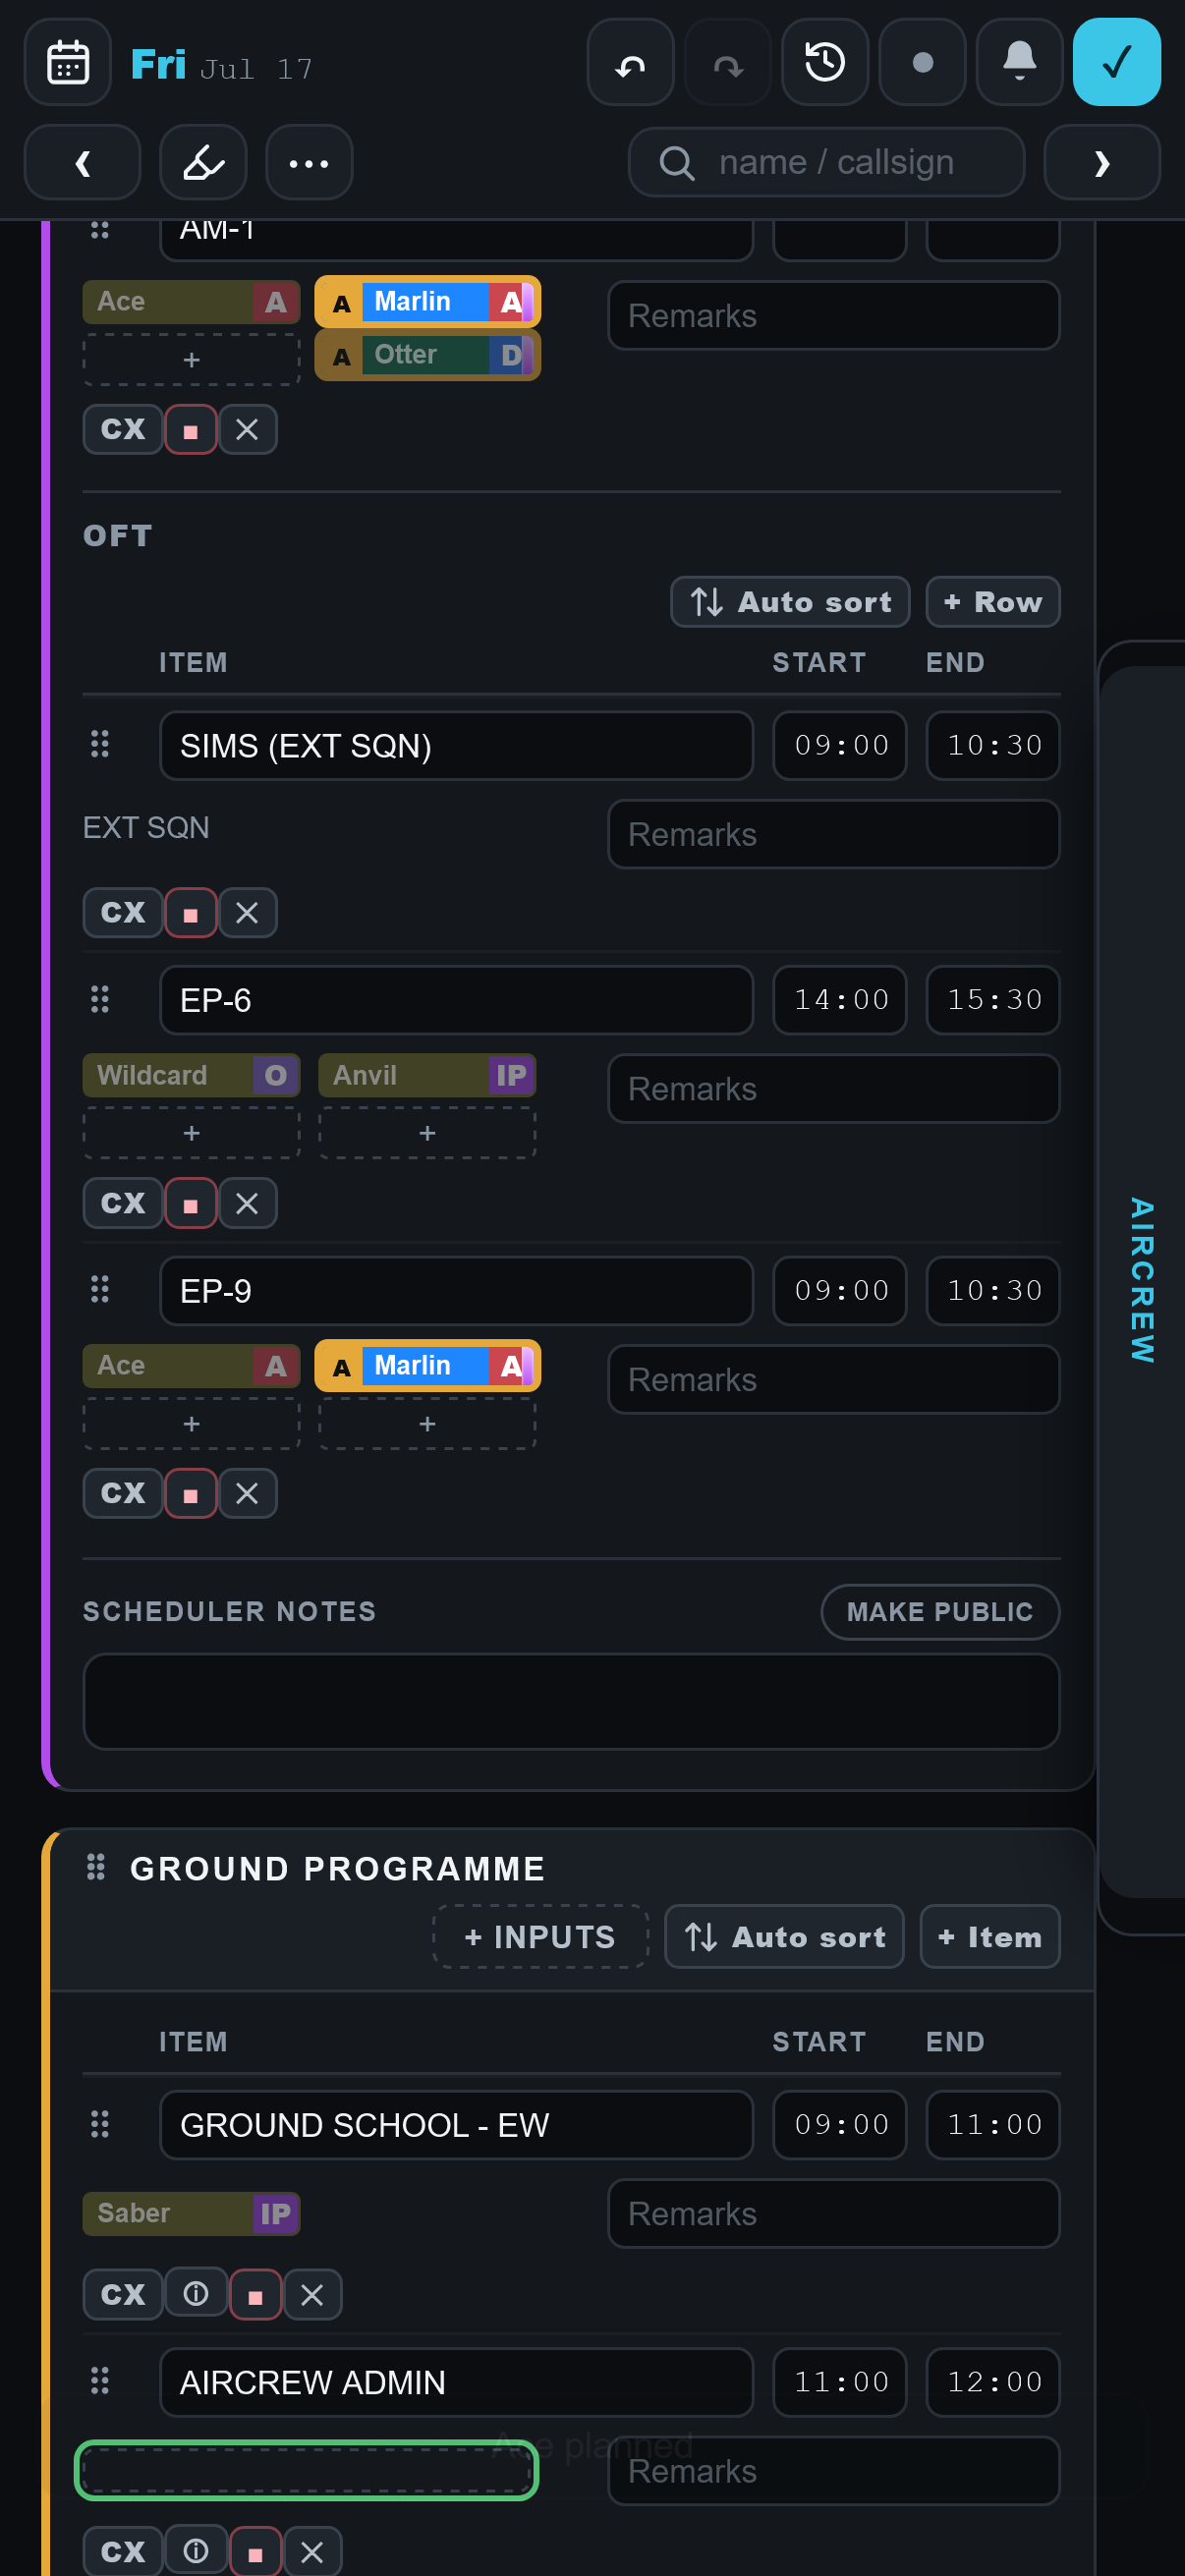 Fri Jul 17
name / callsign
AM-1
Ace A A Marlin A Remarks
+ A Otter D
CX
OFT
Auto sort + Row
ITEM START END
SIMS (EXT SQN) 09:00 10:30
EXT SQN Remarks
CX
EP-6 14:00 15:30
Wildcard O Anvil IP Remarks
+ +
CX
EP-9 09:00 10:30
Ace A A Marlin A Remarks
+ +
CX
SCHEDULER NOTES MAKE PUBLIC
AIRCREW
GROUND PROGRAMME
+ INPUTS Auto sort + Item
ITEM START END
GROUND SCHOOL - EW 09:00 11:00
Saber IP Remarks
CX
AIRCREW ADMIN 11:00 12:00
Ace planned
Remarks
CX